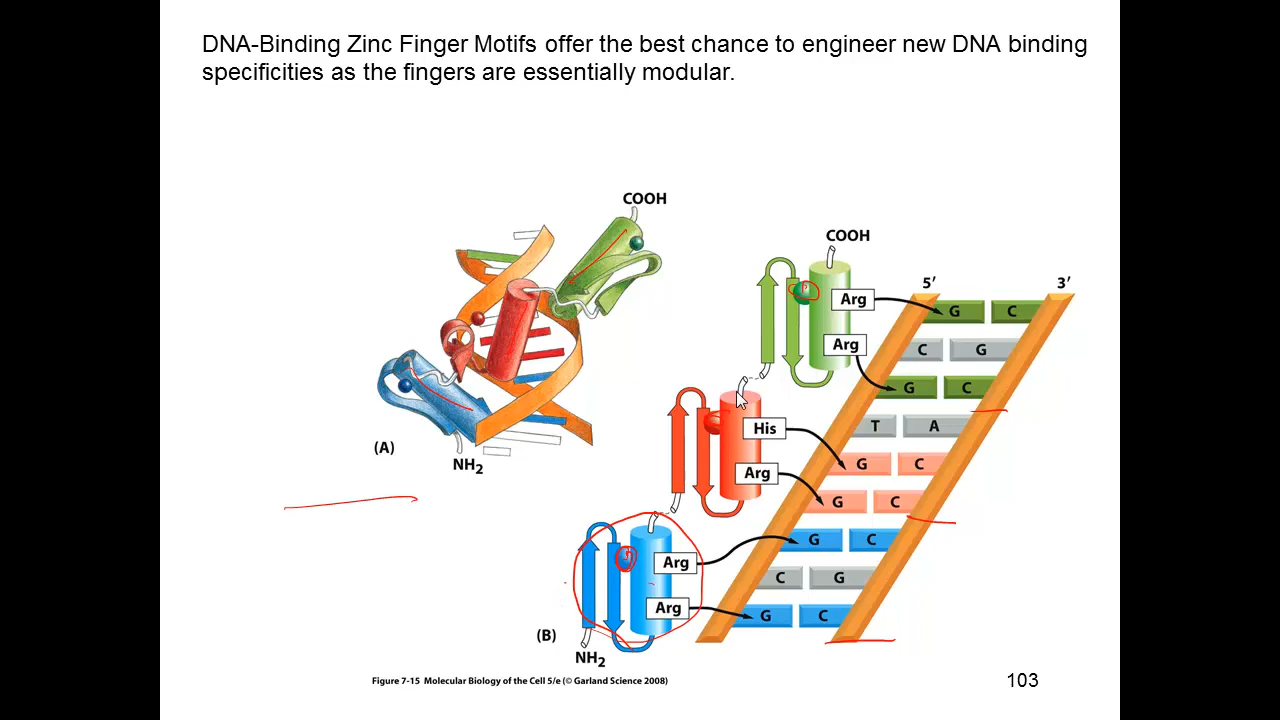 DNA-Binding Zinc Finger Motifs offer the best chance to engineer new DNA binding
specificities as the fingers are essentially modular.
COOH
COOH
5′ 3′
Arg
G C
Arg
C G
G C
His
T A
G C
Arg
G C
(A)
NH2
Arg
G C
C G
Arg
G C
(B)
NH2
Figure 7-15 Molecular Biology of the Cell 5/e (© Garland Science 2008)
103